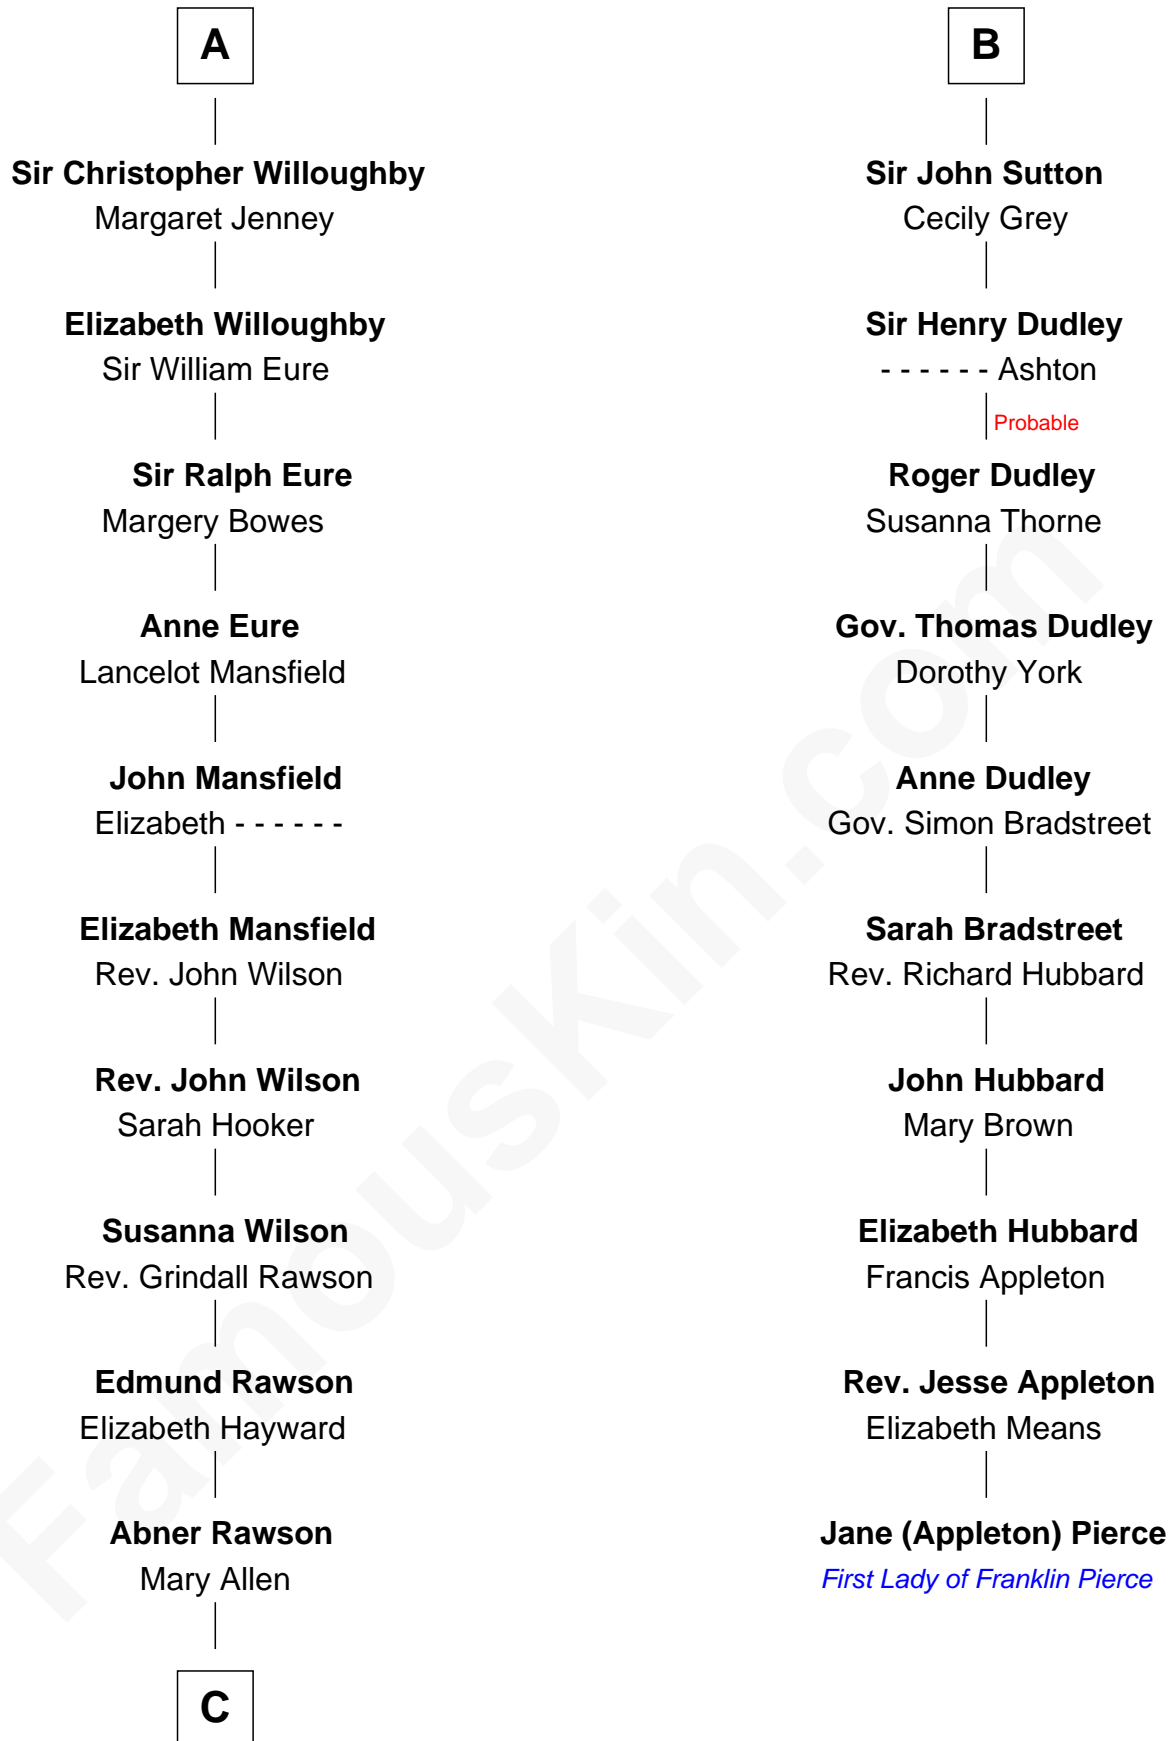 A
Sir Christopher Willoughby
Margaret Jenney
Elizabeth Willoughby
Sir William Eure
Sir Ralph Eure
Margery Bowes
Anne Eure
Lancelot Mansfield
John Mansfield
Elizabeth - - - - - -
Elizabeth Mansfield
Rev. John Wilson
Rev. John Wilson
Sarah Hooker
Susanna Wilson
Rev. Grindall Rawson
Edmund Rawson
Elizabeth Hayward
Abner Rawson
Mary Allen
C
B
Sir John Sutton
Cecily Grey
Sir Henry Dudley
- - - - - - Ashton
Probable
Roger Dudley
Susanna Thorne
Gov. Thomas Dudley
Dorothy York
Anne Dudley
Gov. Simon Bradstreet
Sarah Bradstreet
Rev. Richard Hubbard
John Hubbard
Mary Brown
Elizabeth Hubbard
Francis Appleton
Rev. Jesse Appleton
Elizabeth Means
Jane (Appleton) Pierce
First Lady of Franklin Pierce
FamousKin.com